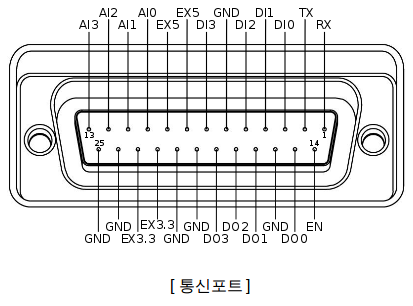 AI2 AI0 EX5 GND DI1 TX
AI3 AI1 EX5 DI3 DI2 DI0 RX
13 1
25 14
GND EX3.3 GND DO2 GND EN
GND EX3.3 GND DO3 DO1 DO0
[ 통신포트 ]